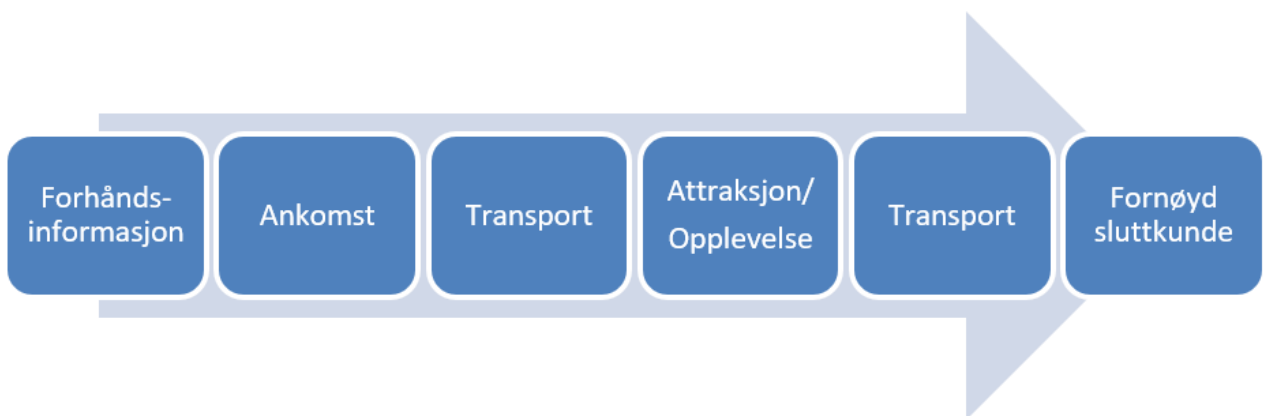 Forhånds-
informasjon
Ankomst
Transport
Attraksjon/
Opplevelse
Transport
Fornøyd
sluttkunde